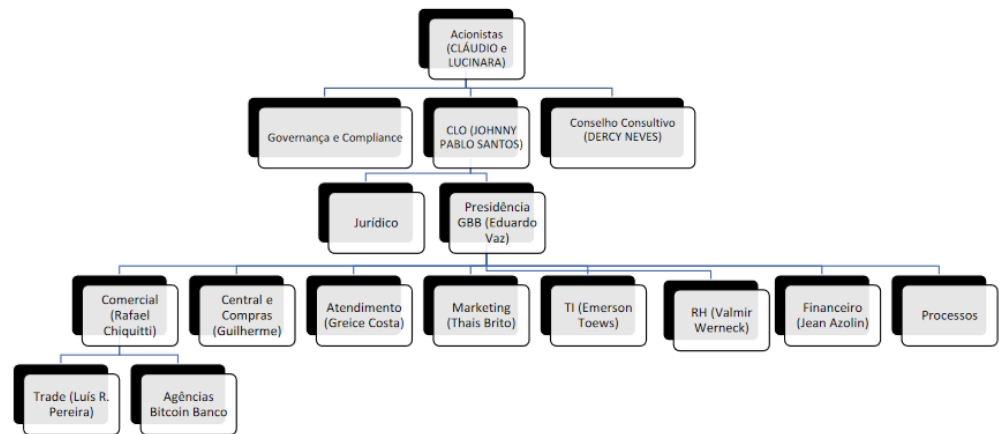 Acionistas
(CLÁUDIO e
LUCINARA)
Governança e Compliance
CLO (JOHNNY
PABLO SANTOS)
Conselho Consultivo
(DERCY NEVES)
Jurídico
Presidência
GBB (Eduardo
Vaz)
Comercial
(Rafael
Chiquitti)
Central e
Compras
(Guilherme)
Atendimento
(Greice Costa)
Marketing
(Thais Brito)
TI (Emerson
Toews)
RH (Valmir
Werneck)
Financeiro
(Jean Azolin)
Processos
Trade (Luís R.
Pereira)
Agências
Bitcoin Banco